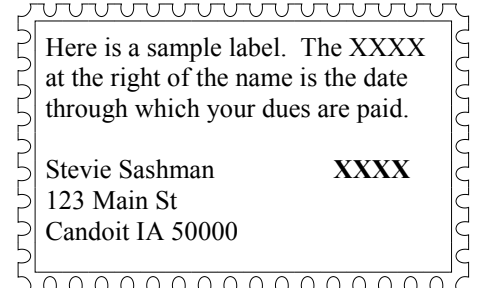 Here is a sample label.  The XXXX
at the right of the name is the date
through which your dues are paid.
Stevie Sashman XXXX
123 Main St
Candoit IA 50000